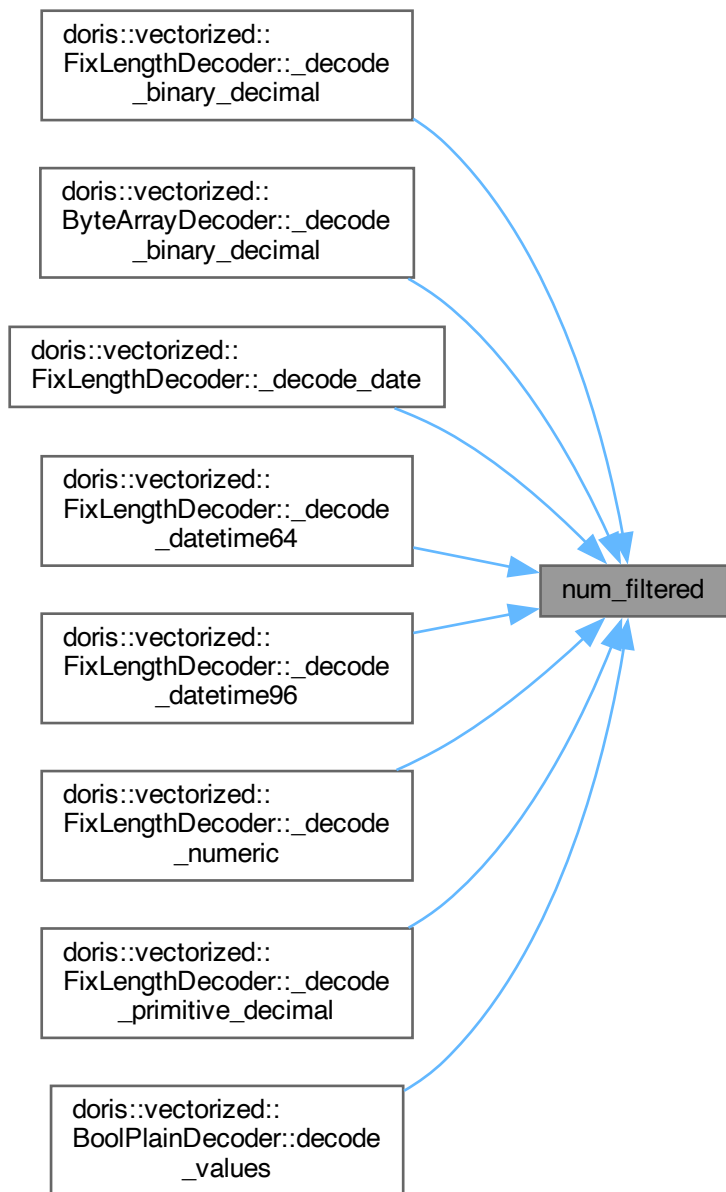 doris::vectorized::
FixLengthDecoder::_decode
_binary_decimal
doris::vectorized::
ByteArrayDecoder::_decode
_binary_decimal
doris::vectorized::
FixLengthDecoder::_decode_date
doris::vectorized::
FixLengthDecoder::_decode
_datetime64
num_filtered
doris::vectorized::
FixLengthDecoder::_decode
_datetime96
doris::vectorized::
FixLengthDecoder::_decode
_numeric
doris::vectorized::
FixLengthDecoder::_decode
_primitive_decimal
doris::vectorized::
BoolPlainDecoder::decode
_values